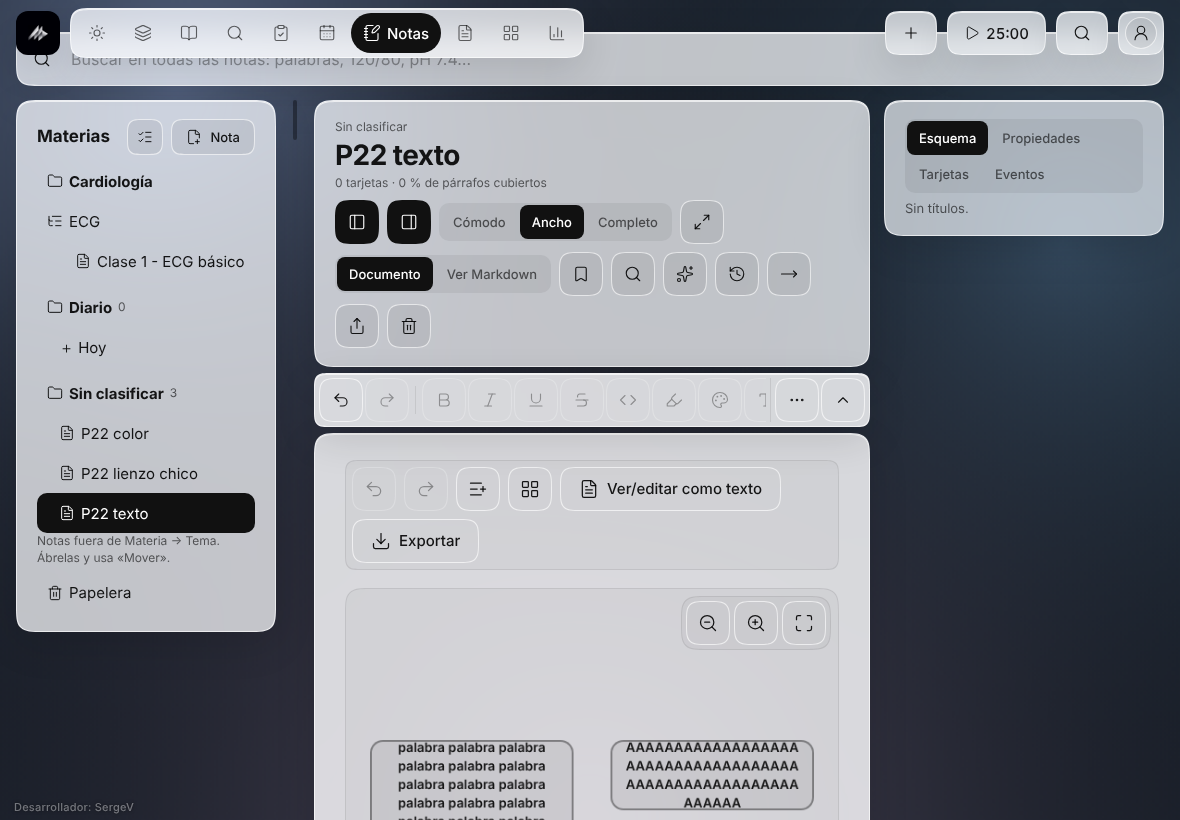 Notas
25:00
Buscar en todas las notas: palabras, 120/80, pH 7.4...
Materias
Nota
Cardiología
ECG
Clase 1 - ECG básico
Diario 0
+ Hoy
Sin clasificar 3
P22 color
P22 lienzo chico
P22 texto
Notas fuera de Materia → Tema.
Ábrelas y usa «Mover».
Papelera
Desarrollador: SergeV
Sin clasificar
P22 texto
0 tarjetas · 0 % de párrafos cubiertos
Cómodo Ancho Completo
Documento Ver Markdown
Ver/editar como texto
Exportar
palabra palabra palabra
palabra palabra palabra
palabra palabra palabra
palabra palabra palabra
AAAAAAAAAAAAAAAAAA
AAAAAAAAAAAAAAAAAA
AAAAAAAAAAAAAAAAAA
AAAAAA
Esquema Propiedades
Tarjetas Eventos
Sin títulos.